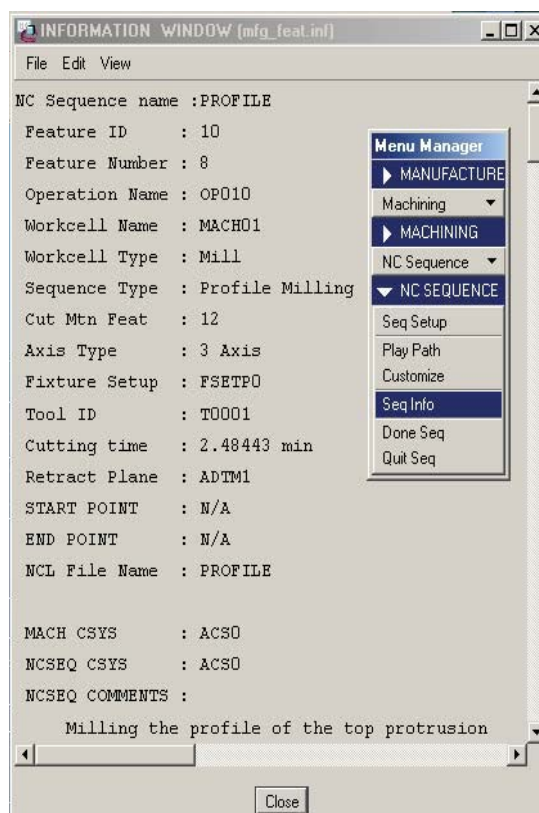 INFORMATION WINDOW (mfg_feat.inf)
File Edit View
NC Sequence name :PROFILE
Feature ID : 10
Feature Number : 8
Operation Name : OP010
Workcell Name : MACH01
Workcell Type : Mill
Sequence Type : Profile Milling
Cut Mtn Feat : 12
Axis Type : 3 Axis
Fixture Setup : FSETP0
Tool ID : T0001
Cutting time : 2.48443 min
Retract Plane : ADTM1
START POINT : N/A
END POINT : N/A
NCL File Name : PROFILE
MACH CSYS : ACS0
NCSEQ CSYS : ACS0
NCSEQ COMMENTS :
Milling the profile of the top protrusion
Close
Menu Manager
MANUFACTURE
Machining
MACHINING
NC Sequence
NC SEQUENCE
Seq Setup
Play Path
Customize
Seq Info
Done Seq
Quit Seq